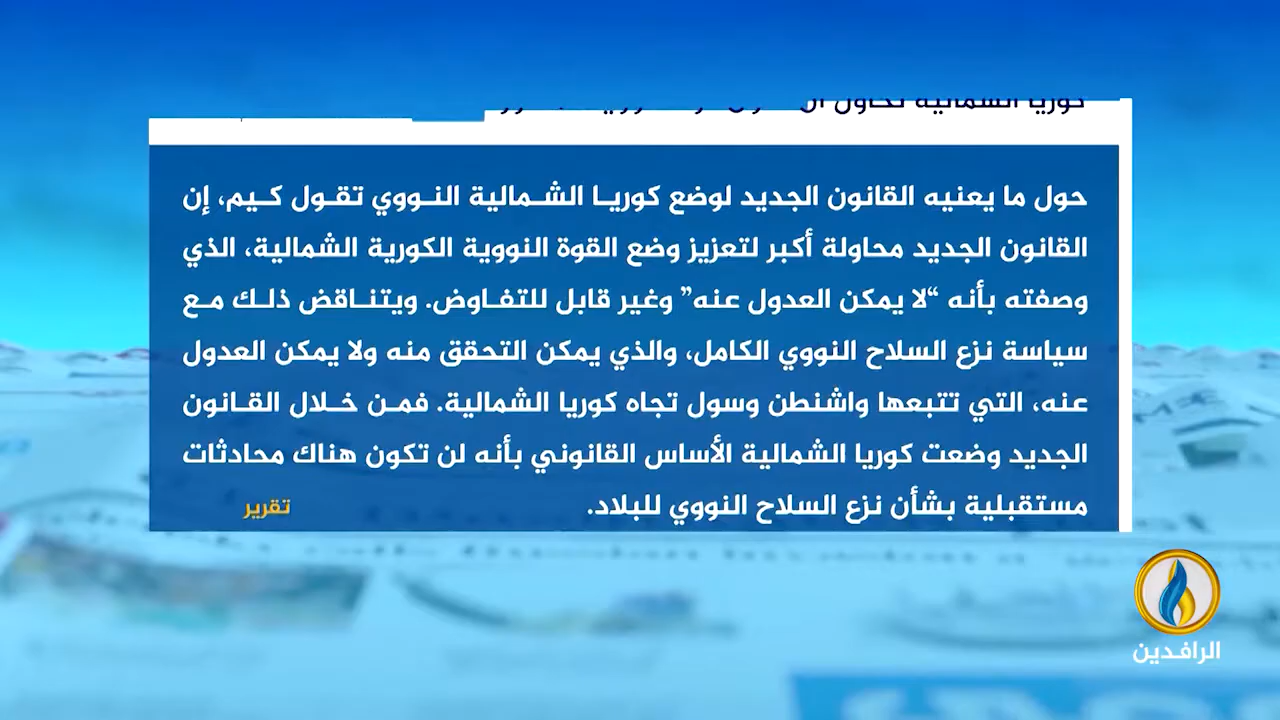 كوريا الشمالية تحاول أن
حول ما يعنيه القانون الجديد لوضع كوريا الشمالية النووي تقول كيم، إن
القانون الجديد محاولة أكبر لتعزيز وضع القوة النووية الكورية الشمالية، الذي
وصفته بأنه “لا يمكن العدول عنه” وغير قابل للتفاوض. ويتناقض ذلك مع
سياسة نزع السلاح النووي الكامل، والذي يمكن التحقق منه ولا يمكن العدول
عنه، التي تتبعها واشنطن وسول تجاه كوريا الشمالية. فمن خلال القانون
الجديد وضعت كوريا الشمالية الأساس القانوني بأنه لن تكون هناك محادثات
مستقبلية بشأن نزع السلاح النووي للبلاد.
تقرير
الرافدين